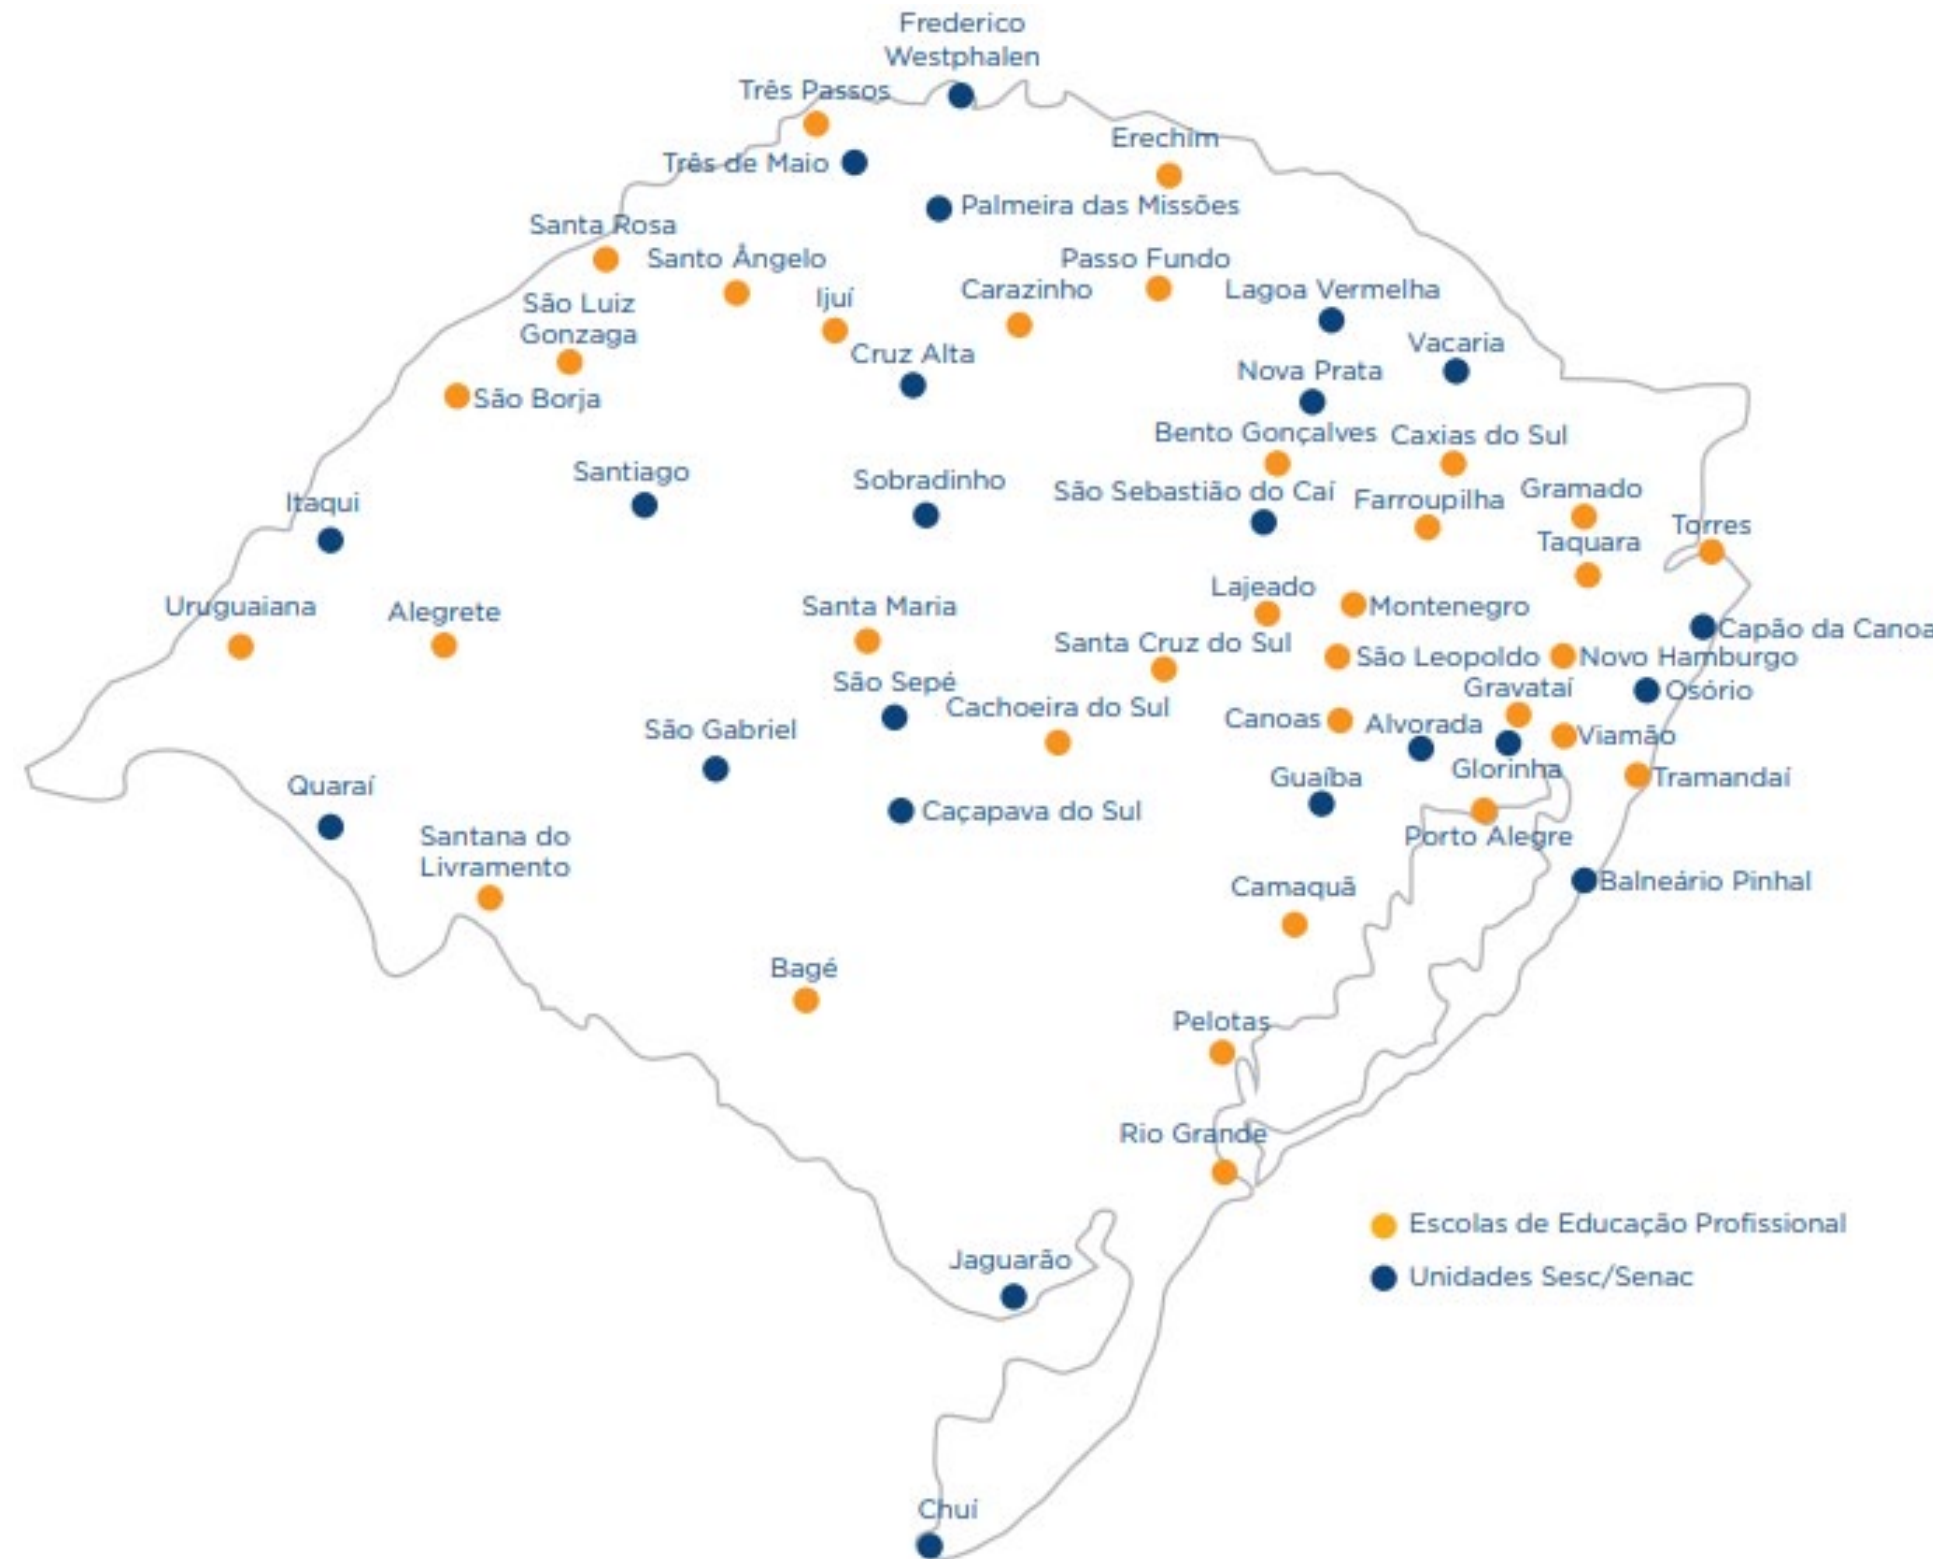 Frederico
Westphalen
Três Passos
Erechim
Três de Maio
Palmeira das Missões
Santa Rosa
Santo Ângelo
Passo Fundo
Ijuí
Carazinho
Lagoa Vermelha
São Luiz
Gonzaga
Cruz Alta
Vacaria
Nova Prata
São Borja
Bento Gonçalves
Caxias do Sul
Santiago
Sobradinho
São Sebastião do Caí
Farroupilha
Gramado
Itaqui
Torres
Taquara
Lajeado
Uruguaiana
Alegrete
Santa Maria
Montenegro
Capão da Canoa
Santa Cruz do Sul
São Leopoldo
Novo Hamburgo
São Sepé
Gravataí
Osório
Cachoeira do Sul
Canoas
Alvorada
São Gabriel
Viamão
Glorinha
Guaíba
Tramandaí
Quaraí
Caçapava do Sul
Santana do
Livramento
Porto Alegre
Camaquã
Balneário Pinhal
Bagé
Pelotas
Rio Grande
Escolas de Educação Profissional
Jaguarão
Unidades Sesc/Senac
Chuí